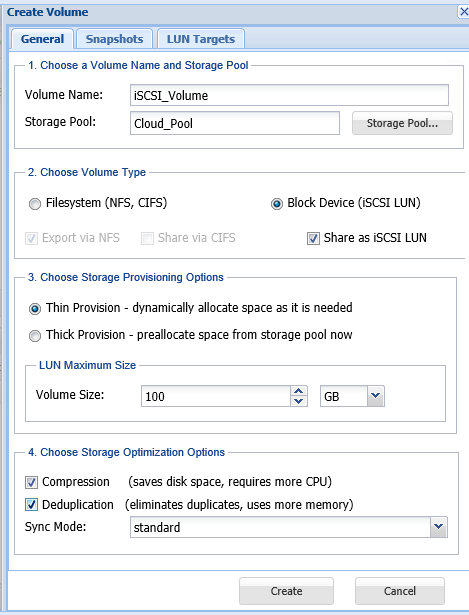 Create Volume
General Snapshots LUN Targets
1. Choose a Volume Name and Storage Pool
Volume Name: iSCSI_Volume
Storage Pool: Cloud_Pool Storage Pool...
2. Choose Volume Type
Filesystem (NFS, CIFS) Block Device (iSCSI LUN)
Export via NFS Share via CIFS Share as iSCSI LUN
3. Choose Storage Provisioning Options
Thin Provision - dynamically allocate space as it is needed
Thick Provision - preallocate space from storage pool now
LUN Maximum Size
Volume Size: 100 GB
4. Choose Storage Optimization Options
Compression (saves disk space, requires more CPU)
Deduplication (eliminates duplicates, uses more memory)
Sync Mode: standard
Create Cancel